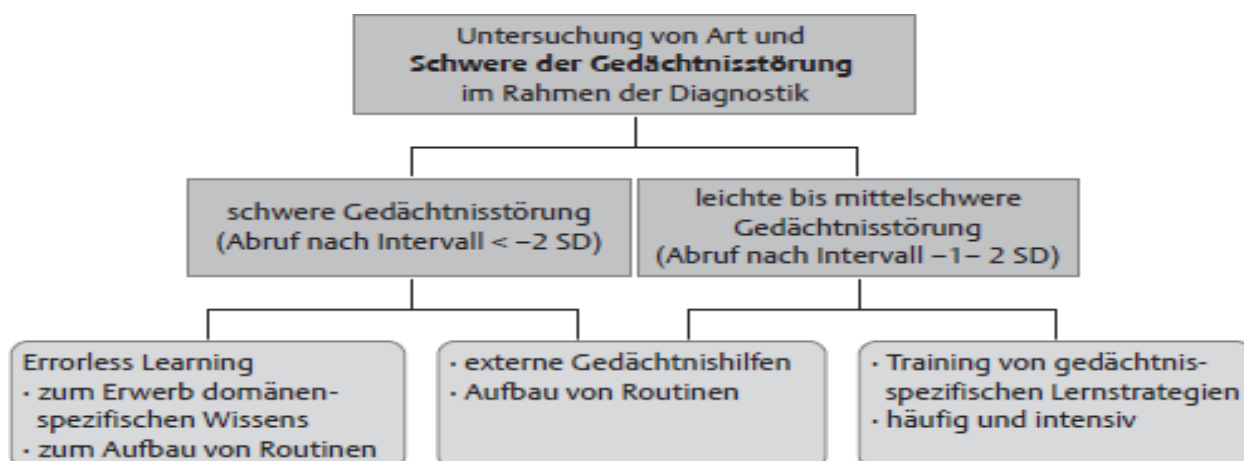 Untersuchung von Art und
Schwere der Gedächtnisstörung
im Rahmen der Diagnostik
schwere Gedächtnisstörung
(Abruf nach Intervall < −2 SD)
leichte bis mittelschwere
Gedächtnisstörung
(Abruf nach Intervall −1– 2 SD)
Errorless Learning
· zum Erwerb domänen-
spezifischen Wissens
· zum Aufbau von Routinen
· externe Gedächtnishilfen
· Aufbau von Routinen
· Training von gedächtnis-
spezifischen Lernstrategien
· häufig und intensiv